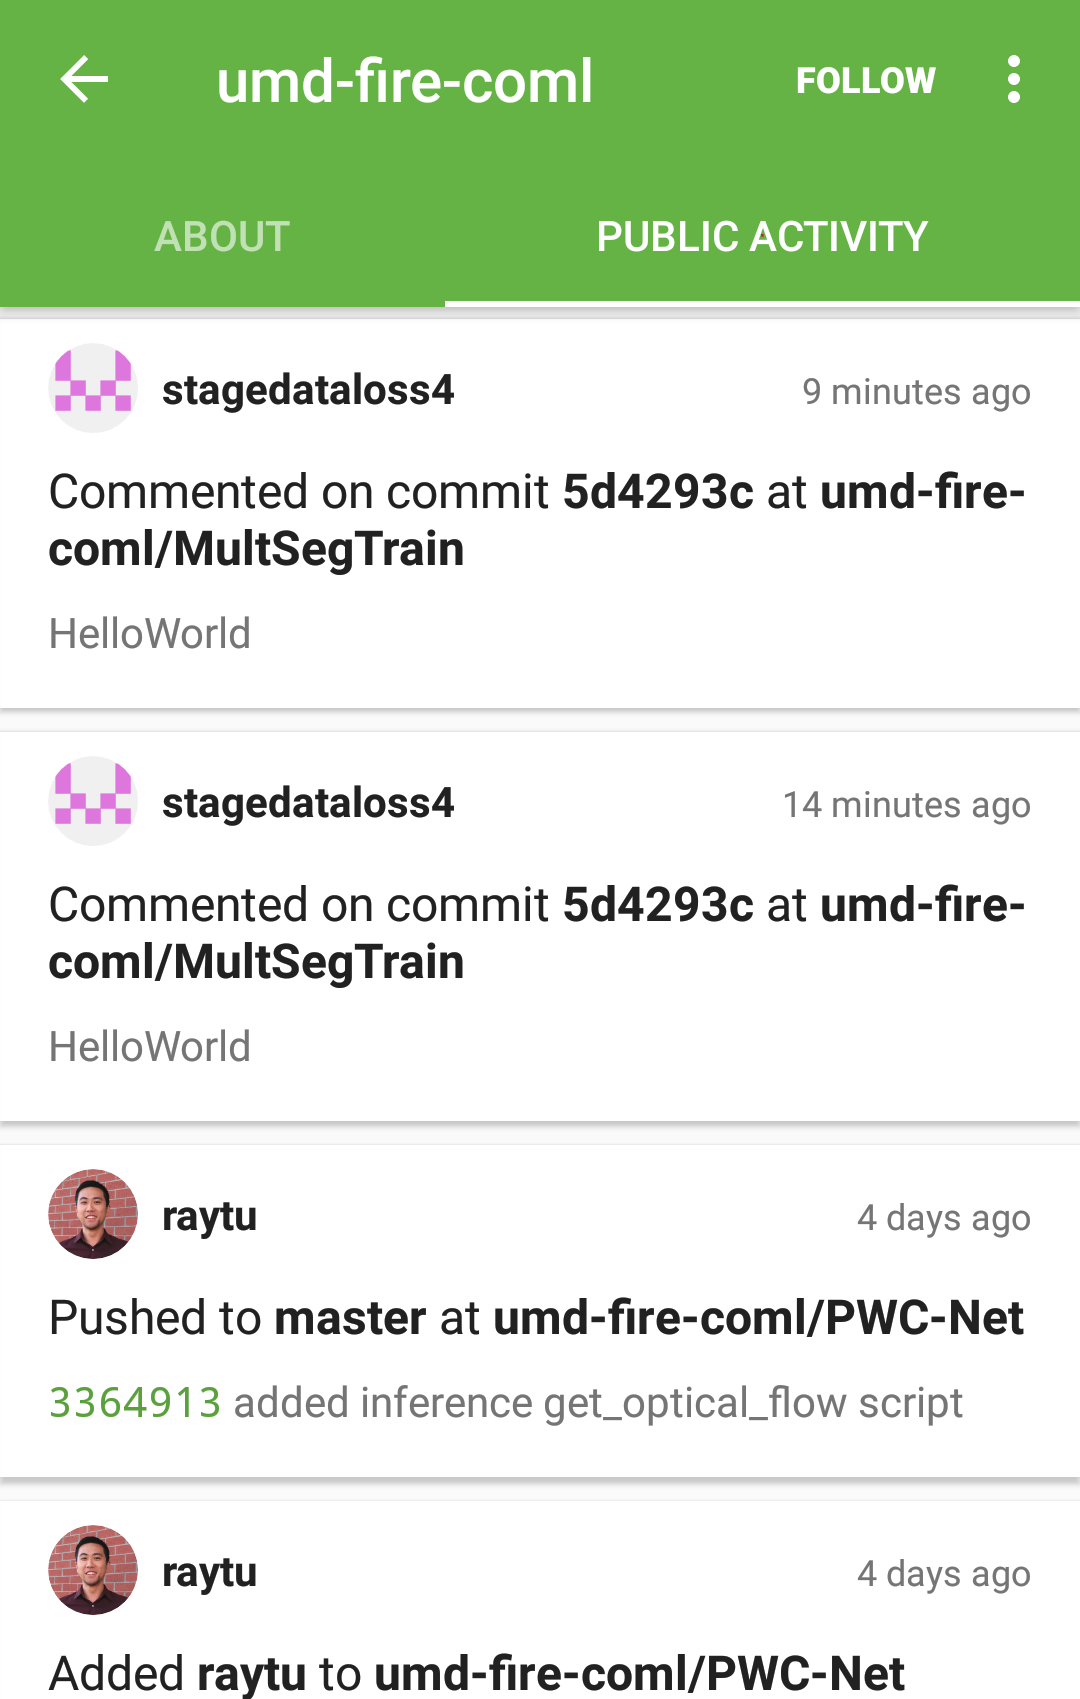 umd-fire-coml
FOLLOW
ABOUT
PUBLIC ACTIVITY
stagedataloss4
9 minutes ago
Commented on commit 5d4293c at umd-fire-
coml/MultSegTrain
HelloWorld
stagedataloss4
14 minutes ago
Commented on commit 5d4293c at umd-fire-
coml/MultSegTrain
HelloWorld
raytu
4 days ago
Pushed to master at umd-fire-coml/PWC-Net
3364913 added inference get_optical_flow script
raytu
4 days ago
Added raytu to umd-fire-coml/PWC-Net